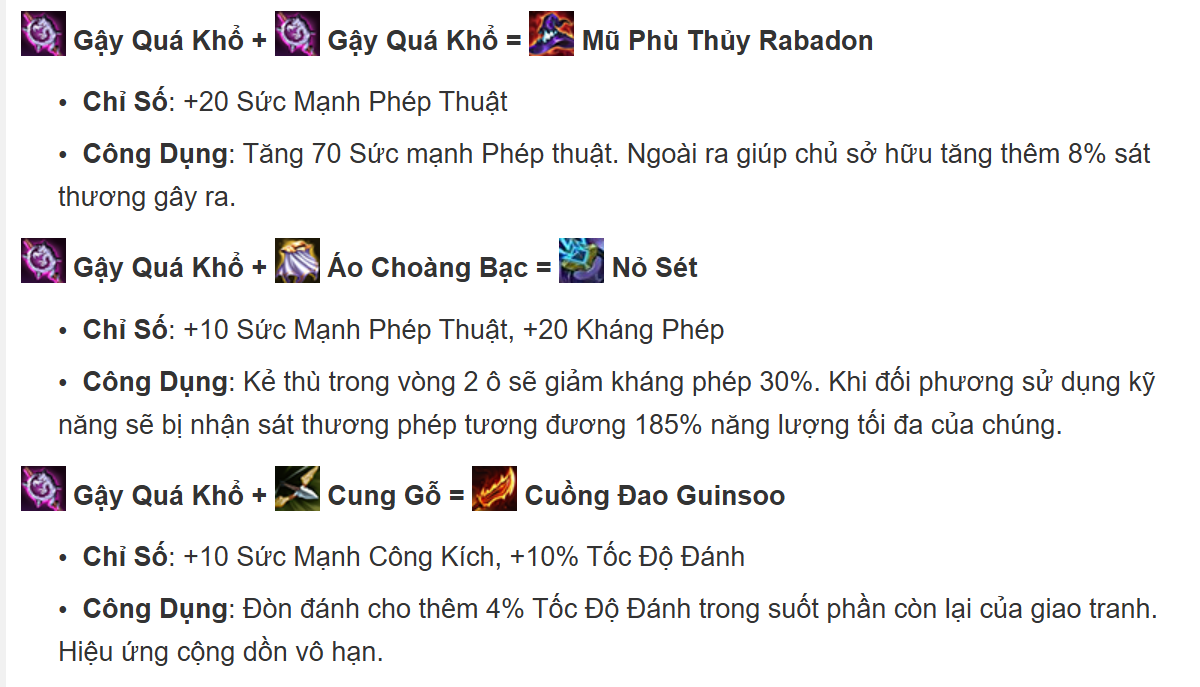 Gậy Quá Khổ + Gậy Quá Khổ = Mũ Phù Thủy Rabadon
• Chỉ Số: +20 Sức Mạnh Phép Thuật
• Công Dụng: Tăng 70 Sức mạnh Phép thuật. Ngoài ra giúp chủ sở hữu tăng thêm 8% sát
thương gây ra.
Gậy Quá Khổ + Áo Choàng Bạc = Nỏ Sét
• Chỉ Số: +10 Sức Mạnh Phép Thuật, +20 Kháng Phép
• Công Dụng: Kẻ thù trong vòng 2 ô sẽ giảm kháng phép 30%. Khi đối phương sử dụng kỹ
năng sẽ bị nhận sát thương phép tương đương 185% năng lượng tối đa của chúng.
Gậy Quá Khổ + Cung Gỗ = Cuồng Đao Guinsoo
• Chỉ Số: +10 Sức Mạnh Công Kích, +10% Tốc Độ Đánh
• Công Dụng: Đòn đánh cho thêm 4% Tốc Độ Đánh trong suốt phần còn lại của giao tranh.
Hiệu ứng cộng dồn vô hạn.